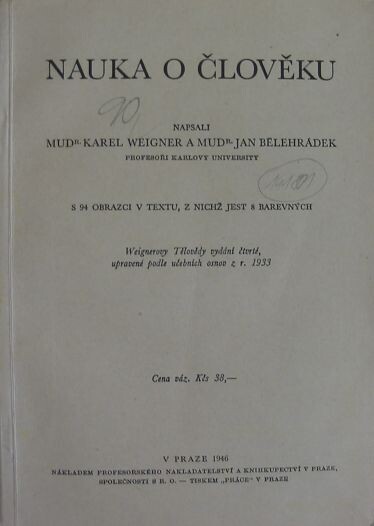 NAUKA O ČLOVĚKU
90,
NAPSALI
MUDR. KAREL WEIGNER A MUDR. JAN BĚLEHRÁDEK
PROFESOŘI KARLOVY UNIVERSITY
S 94 OBRAZCI V TEXTU, Z NICHŽ JEST 8 BAREVNÝCH
Weignerovy Tělovědy vydání čtvrté,
upravené podle učebních osnov z r. 1933
Cena váz. Kčs 38,—
V PRAZE 1946
NÁKLADEM PROFESORSKÉHO NAKLADATELSTVÍ A KNIHKUPECTVÍ V PRAZE,
SPOLEČNOSTI S R. O. — TISKEM „PRÁCE" V PRAZE